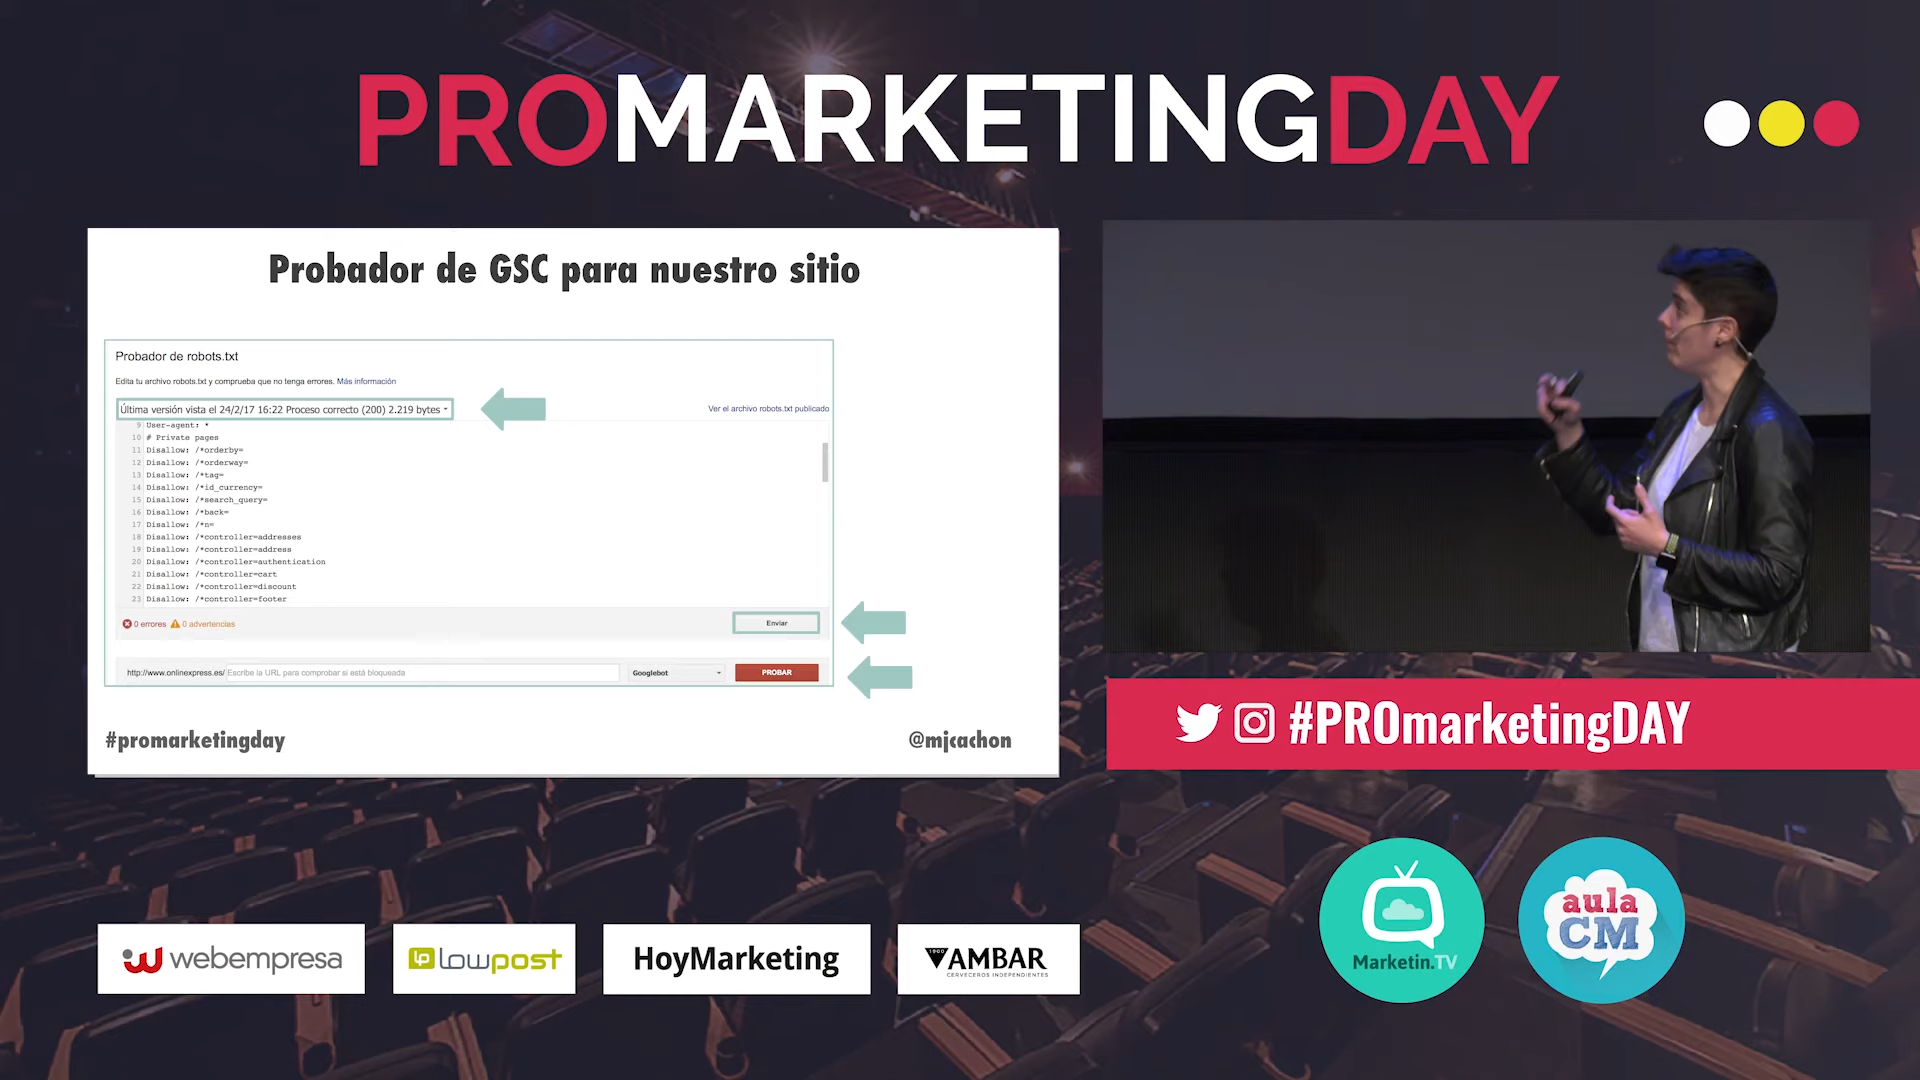 PROMARKETINGDAY
Probador de GSC para nuestro sitio
Probador de robots.txt
Edita tu archivo robots.txt y comprueba que no tenga errores. Más información
Última versión vista el 24/2/17 16:22 Proceso correcto (200) 2.219 bytes
Ver el archivo robots.txt publicado
9 User-agent: *
10 # Private pages
11 Disallow: /*orderby=
12 Disallow: /*orderway=
13 Disallow: /*tag=
14 Disallow: /*id_currency=
15 Disallow: /*search_query=
16 Disallow: /*back=
17 Disallow: /*n=
18 Disallow: /*controller=addresses
19 Disallow: /*controller=address
20 Disallow: /*controller=authentication
21 Disallow: /*controller=cart
22 Disallow: /*controller=discount
23 Disallow: /*controller=footer
0 errores 0 advertencias
Enviar
http://www.onlinexpress.es/ Escribe la URL para comprobar si está bloqueada
Googlebot
PROBAR
#promarketingday
@mjcachon
#PROmarketingDAY
webempresa
lp lowpost
HoyMarketing
AMBAR
CERVECEROS INDEPENDIENTES
Marketin.TV
aula
CM